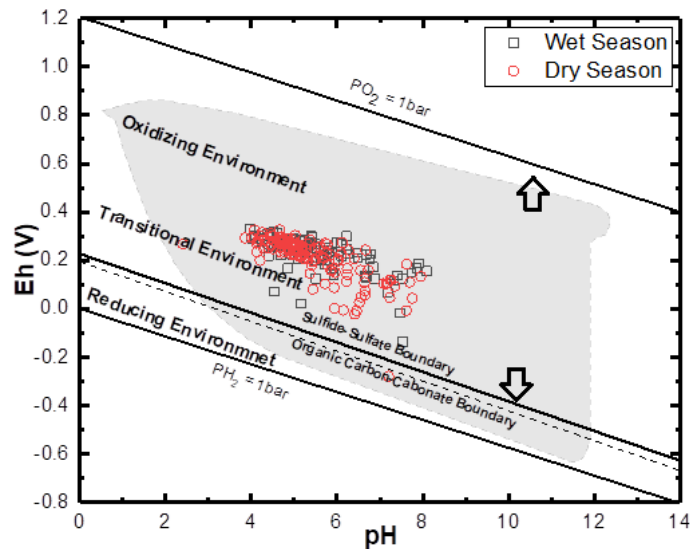 1.2
1.0
0.8
0.6
0.4
0.2
0.0
-0.2
-0.4
-0.6
-0.8
Eh (V)
Wet Season
Dry Season
PO2 = 1bar
Oxidizing Environment
Transitional Environment
Reducing Environmnet
PH2 = 1bar
Sulfide-Sulfate Boundary
Organic Carbon-Cabonate Boundary
0 2 4 6 8 10 12 14
pH